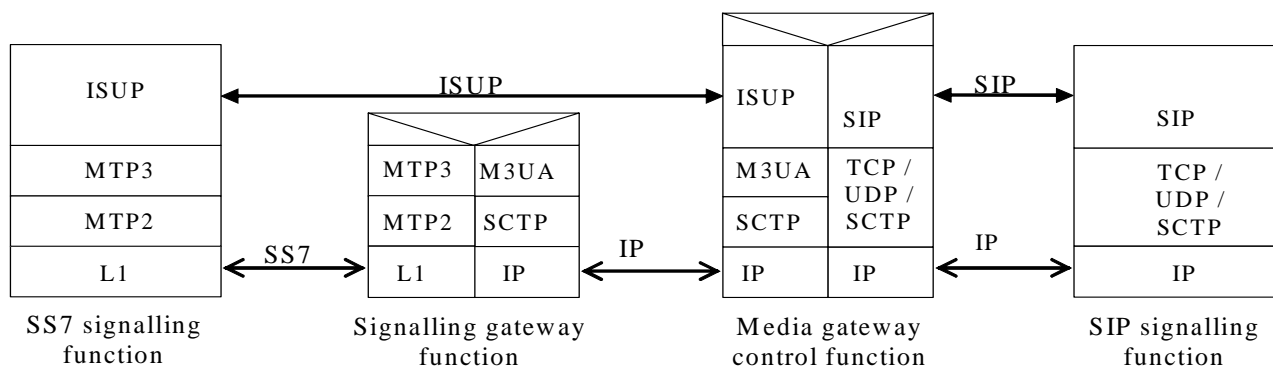 ISUP
MTP3
MTP2
L1
SS7 signalling
function
ISUP
SS7
MTP3
M3UA
MTP2
SCTP
L1
IP
Signalling gateway
function
IP
ISUP
SIP
M3UA
TCP /
UDP /
SCTP
SCTP
IP
IP
Media gateway
control function
SIP
IP
SIP
TCP /
UDP /
SCTP
IP
SIP signalling
function